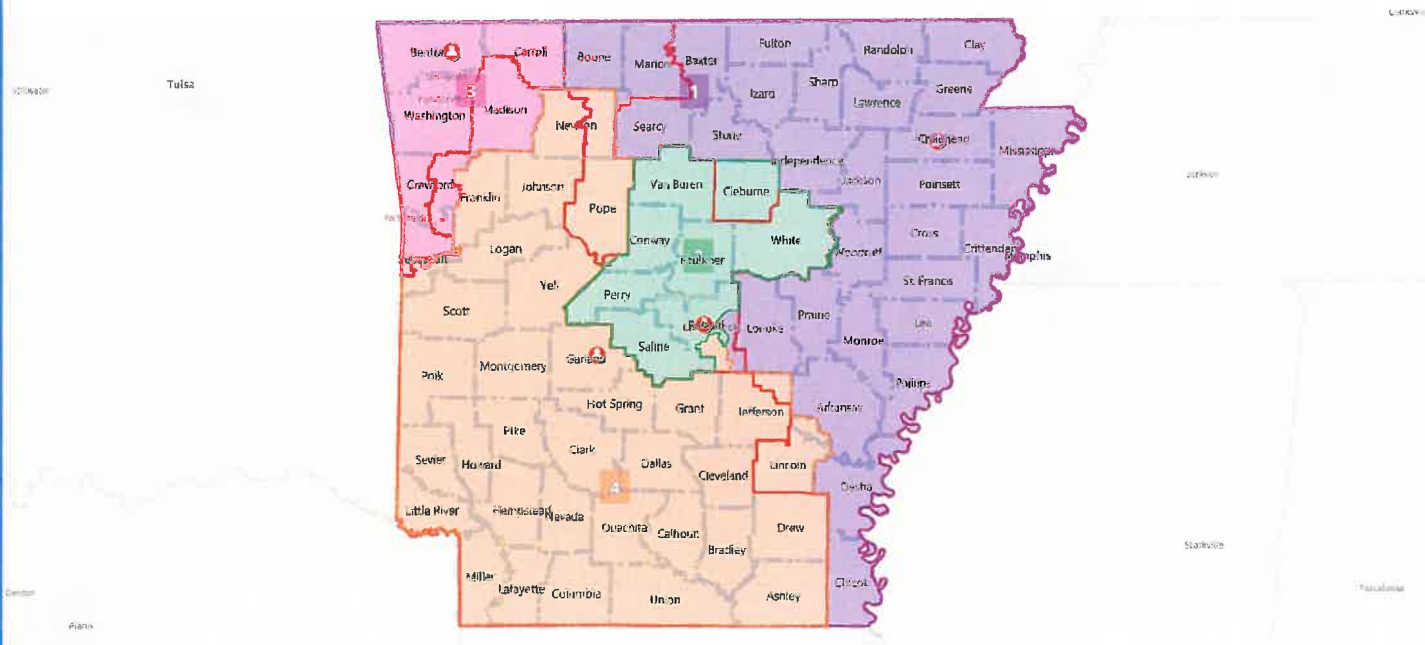 Tulsa
Benton
Carroll
Boone
Marion
Baxter
Fulton
Randolph
Clay
Sharp
Izard
Greene
Lawrence
3
1
Washington
Madison
Newton
Searcy
Stone
Craighead
Mississippi
Independence
Jackson
Poinsett
Crawford
Franklin
Johnson
Van Buren
Cleburne
Pope
Logan
Conway
White
Faulkner
Woodruff
Cross
Crittenden
Memphis
St. Francis
Scott
Yell
Perry
Lonoke
Prairie
Lee
Monroe
Saline
Garland
Montgomery
Polk
Phillips
Hot Spring
Grant
Jefferson
Arkansas
Pike
Clark
Dallas
Cleveland
Lincoln
Sevier
Howard
4
Desha
Little River
Hempstead
Nevada
Ouachita
Calhoun
Drew
Bradley
Starkville
Miller
Lafayette
Columbia
Union
Ashley
Chicot
Denton
Plano